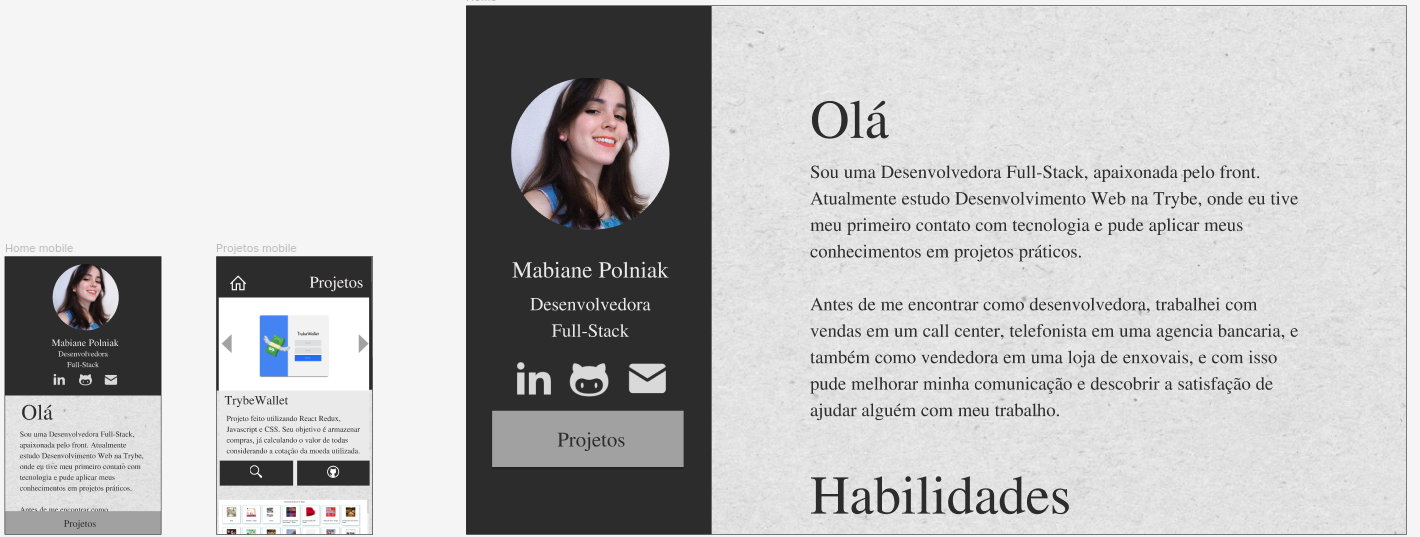 Home mobile
Mabiane Polniak
Desenvolvedora
Full-Stack
in
Olá
Sou uma Desenvolvedora Full-Stack,
apaixonada pelo front. Atualmente
estudo Desenvolvimento Web na Trybe,
onde eu tive meu primeiro contato com
tecnologia e pude aplicar meus
conhecimentos em projetos práticos.
Antes de me encontrar como
Projetos
Projetos mobile
Projetos
TrybeWallet
TrybeWallet
Projeto feito utilizando React Redux,
Javascript e CSS. Seu objetivo é armazenar
compras, já calculando o valor de todas
considerando a cotação da moeda utilizada.
Mabiane Polniak
Desenvolvedora
Full-Stack
in
Projetos
Olá
Sou uma Desenvolvedora Full-Stack, apaixonada pelo front.
Atualmente estudo Desenvolvimento Web na Trybe, onde eu tive
meu primeiro contato com tecnologia e pude aplicar meus
conhecimentos em projetos práticos.
Antes de me encontrar como desenvolvedora, trabalhei com
vendas em um call center, telefonista em uma agencia bancaria, e
também como vendedora em uma loja de enxovais, e com isso
pude melhorar minha comunicação e descobrir a satisfação de
ajudar alguém com meu trabalho.
Habilidades